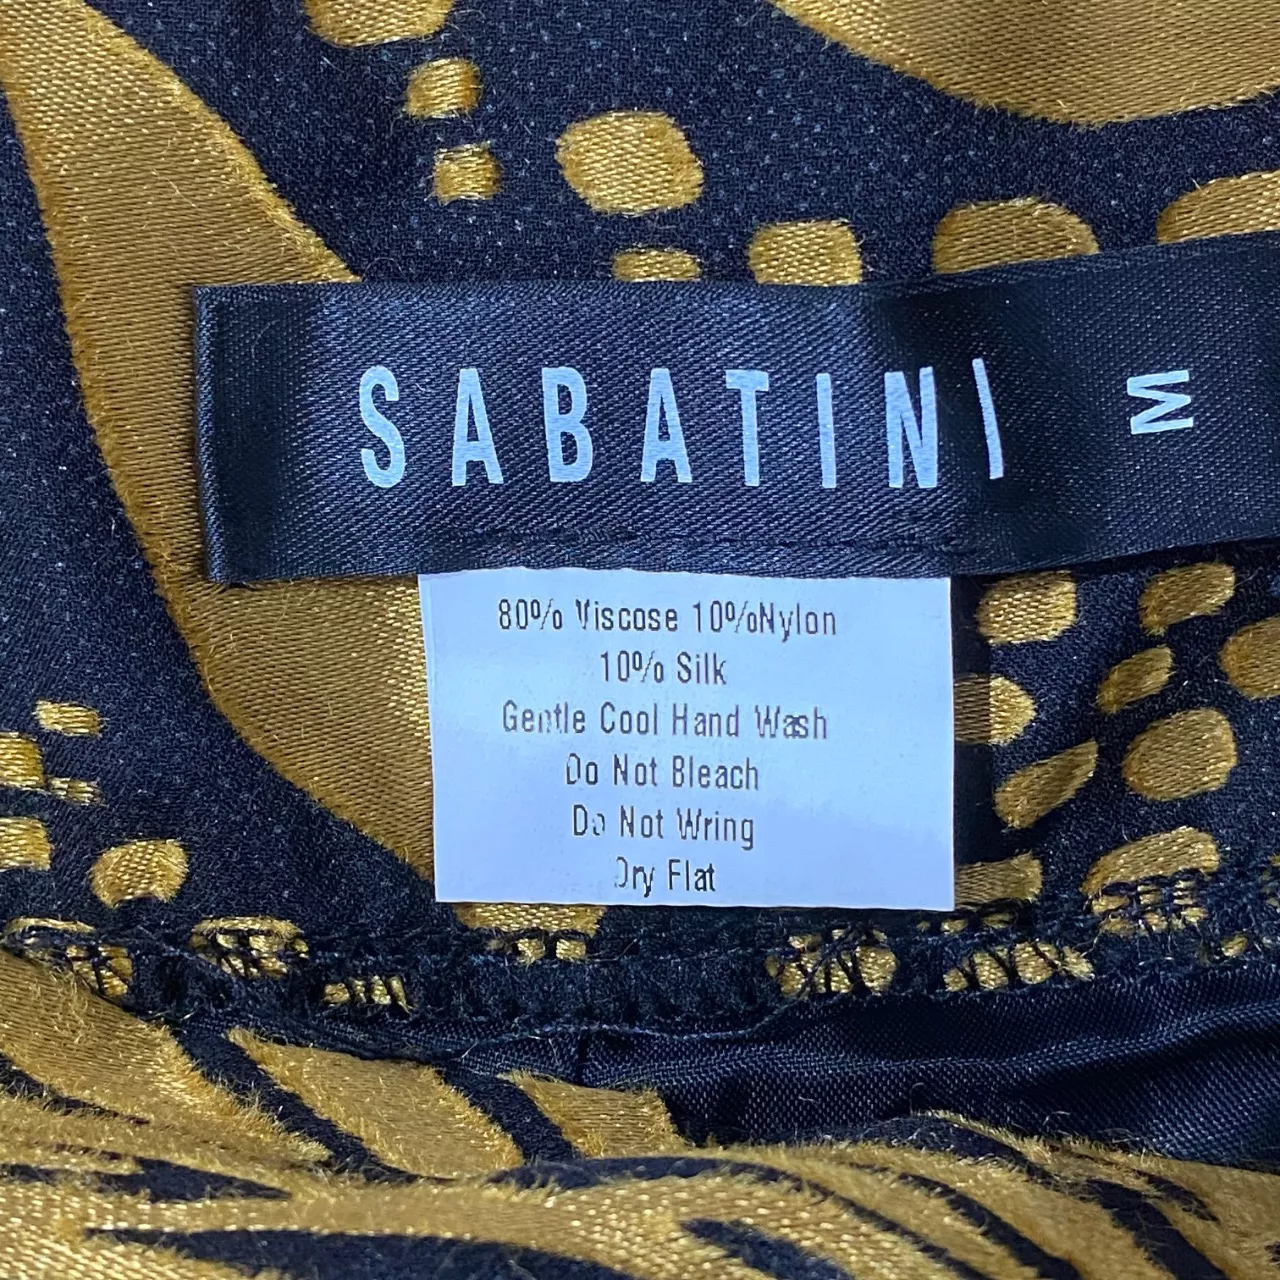 SABATINI M
80% Viscose 10%Nylon
10% Silk
Gentle Cool Hand Wash
Do Not Bleach
Do Not Wring
Dry Flat